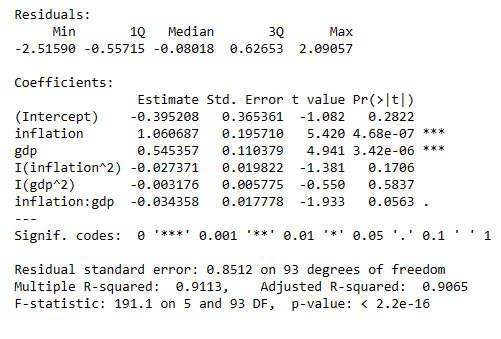 Residuals:
     Min       1Q   Median       3Q      Max
-2.51590 -0.55715 -0.08018  0.62653  2.09057

Coefficients:
                Estimate Std. Error t value Pr(>|t|)
(Intercept)    -0.395208   0.365361  -1.082   0.2822
inflation       1.060687   0.195710   5.420 4.68e-07 ***
gdp             0.545357   0.110379   4.941 3.42e-06 ***
I(inflation^2) -0.027371   0.019822  -1.381   0.1706
I(gdp^2)       -0.003176   0.005775  -0.550   0.5837
inflation:gdp  -0.034358   0.017778  -1.933   0.0563 .
---
Signif. codes:  0 '***' 0.001 '**' 0.01 '*' 0.05 '.' 0.1 ' ' 1

Residual standard error: 0.8512 on 93 degrees of freedom
Multiple R-squared:  0.9113,    Adjusted R-squared:  0.9065
F-statistic: 191.1 on 5 and 93 DF,  p-value: < 2.2e-16